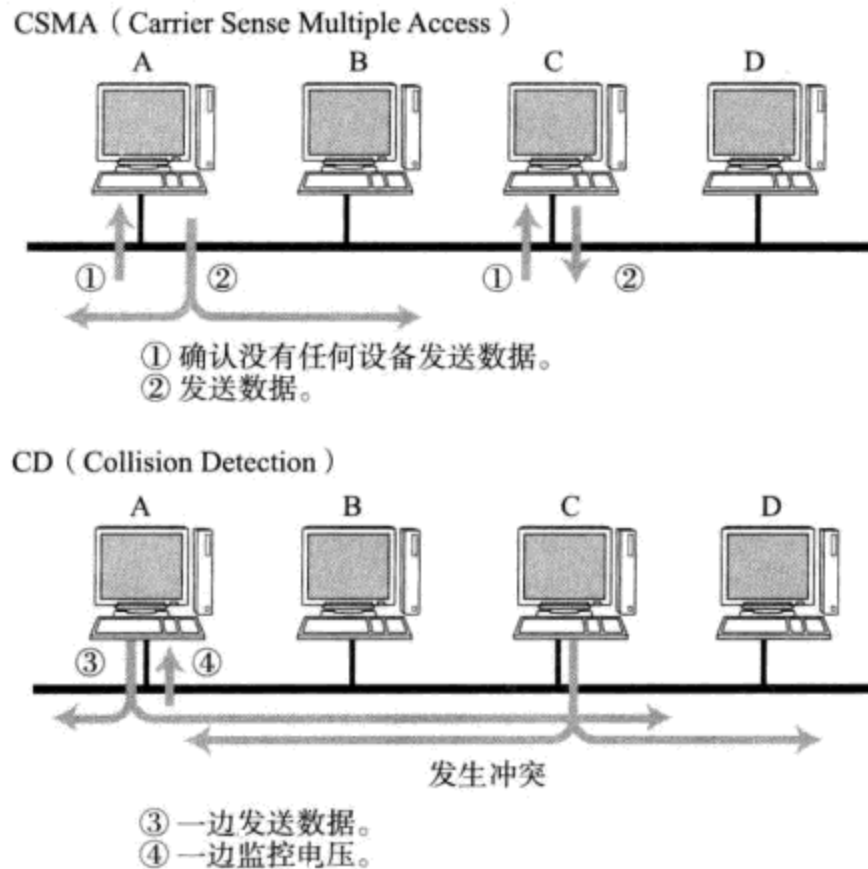 CSMA（Carrier Sense Multiple Access）
A B C D
① ② ① ②
① 确认没有任何设备发送数据。
② 发送数据。
CD（Collision Detection）
A B C D
③ ④
发生冲突
③ 一边发送数据。
④ 一边监控电压。